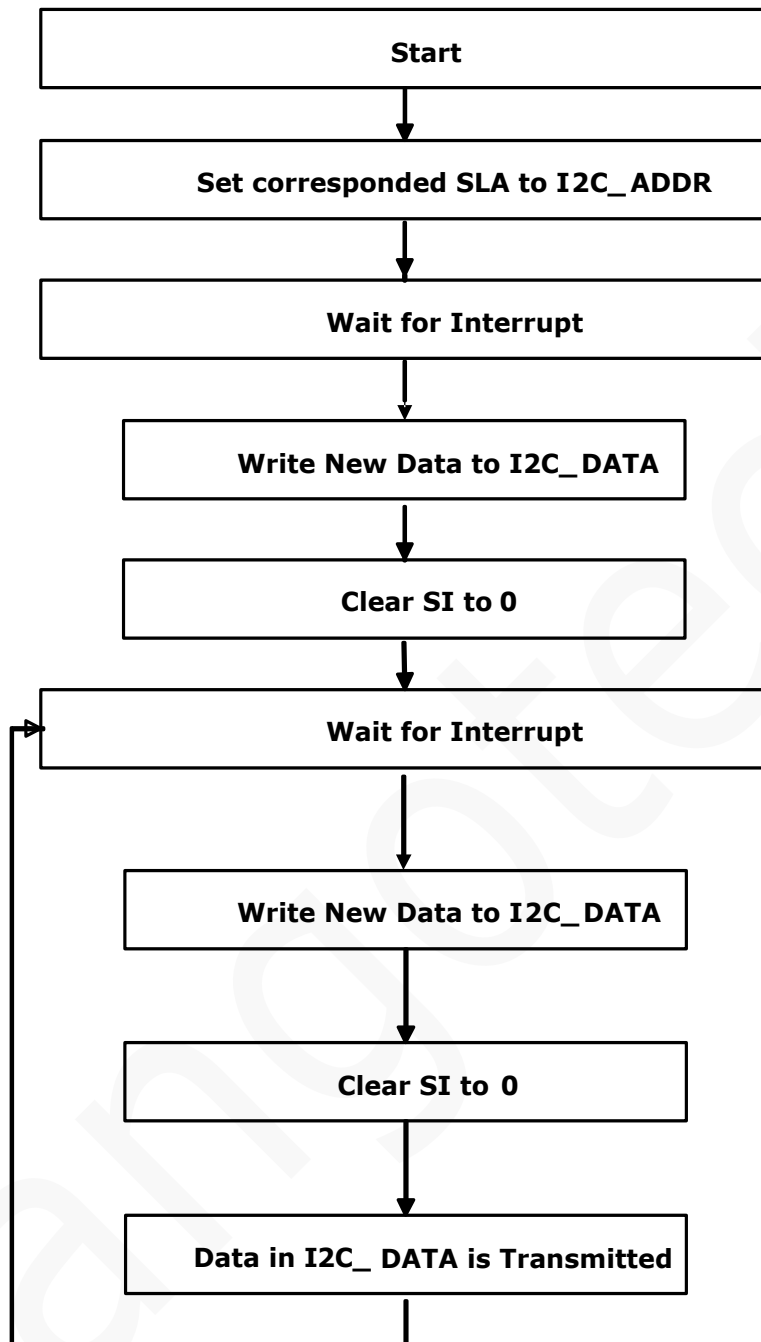 Start
Set corresponded SLA to I2C_ADDR
Wait for Interrupt
Write New Data to I2C_DATA
Clear SI to 0
Wait for Interrupt
Write New Data to I2C_DATA
Clear SI to 0
Data in I2C_ DATA is Transmitted